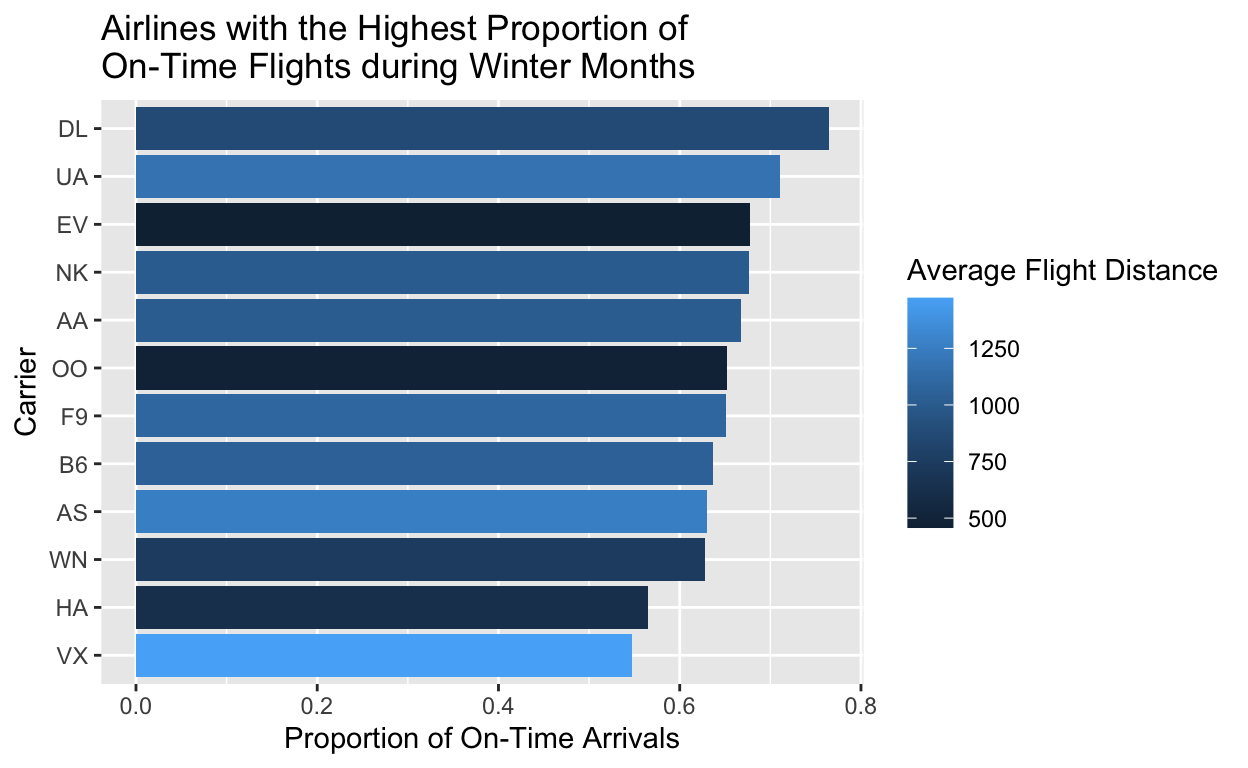 Airlines with the Highest Proportion of
On-Time Flights during Winter Months
DL
UA
EV
NK
AA
OO
F9
B6
AS
WN
HA
VX
Carrier
0.0 0.2 0.4 0.6 0.8
Proportion of On-Time Arrivals
Average Flight Distance
1250
1000
750
500